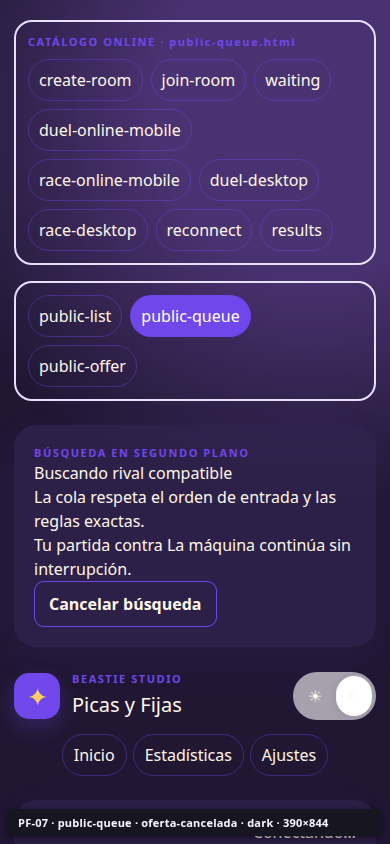 CATÁLOGO ONLINE · public-queue.html
create-room join-room waiting
duel-online-mobile
race-online-mobile duel-desktop
race-desktop reconnect results
public-list public-queue
public-offer
BÚSQUEDA EN SEGUNDO PLANO
Buscando rival compatible
La cola respeta el orden de entrada y las
reglas exactas.
Tu partida contra La máquina continúa sin
interrupción.
Cancelar búsqueda
BEASTIE STUDIO
Picas y Fijas
Inicio Estadísticas Ajustes
PF-07 · public-queue · oferta-cancelada · dark · 390×844